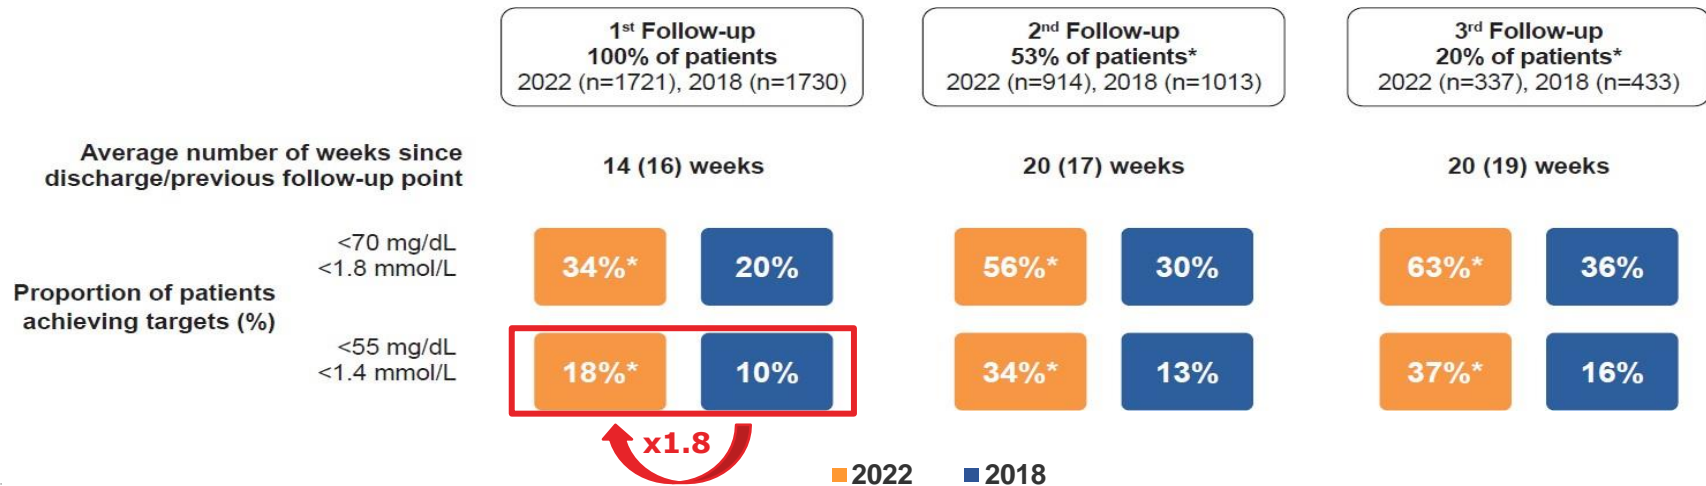 1st Follow-up
100% of patients
2022 (n=1721), 2018 (n=1730)
2nd Follow-up
53% of patients*
2022 (n=914), 2018 (n=1013)
3rd Follow-up
20% of patients*
2022 (n=337), 2018 (n=433)
Average number of weeks since
discharge/previous follow-up point
14 (16) weeks
20 (17) weeks
20 (19) weeks
Proportion of patients
achieving targets (%)
<70 mg/dL
<1.8 mmol/L
34%*
20%
56%*
30%
63%*
36%
<55 mg/dL
<1.4 mmol/L
18%*
10%
34%*
13%
37%*
16%
x1.8
2022
2018